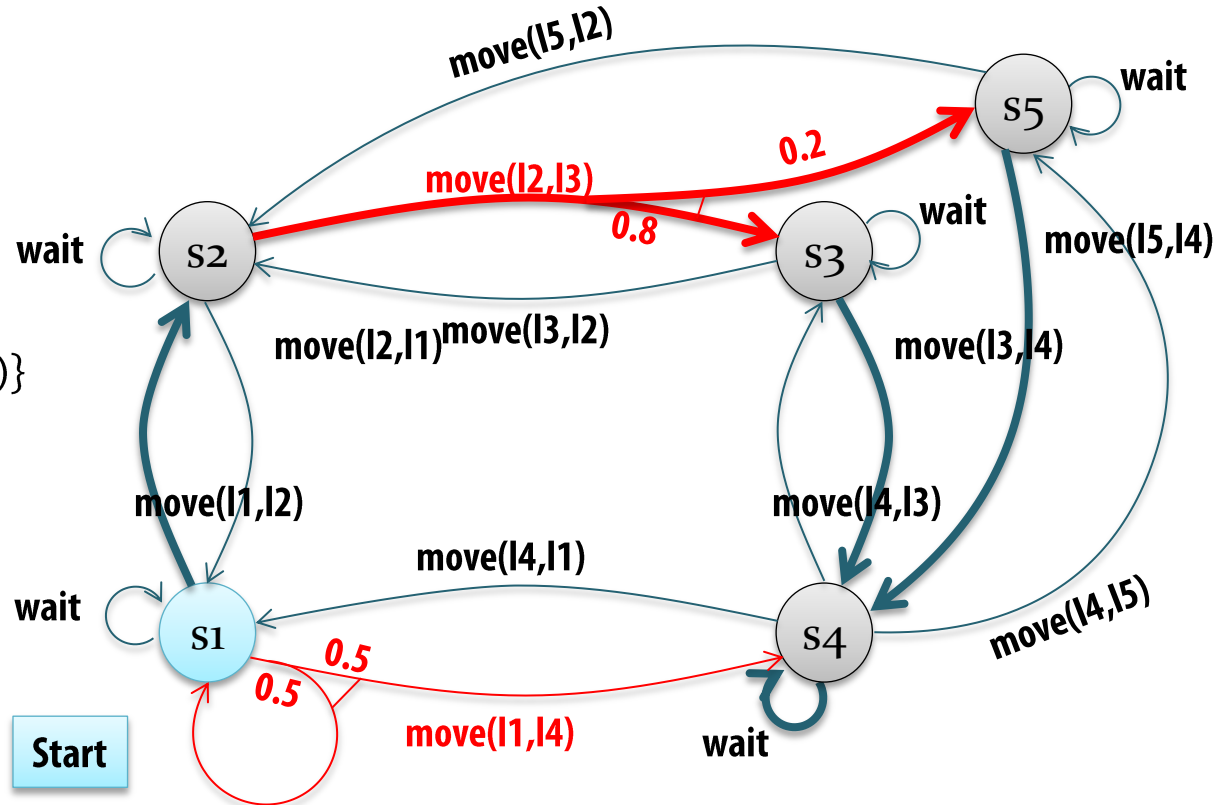 move(l5,l2)
wait
s5
0.2
move(l2,l3)
0.8
wait
wait
s2
s3
move(l5,l4)
move(l2,l1)
move(l3,l2)
move(l3,l4)
)}
move(l1,l2)
move(l4,l3)
move(l4,l1)
wait
s1
s4
move(l4,l5)
0.5
0.5
move(l1,l4)
wait
Start